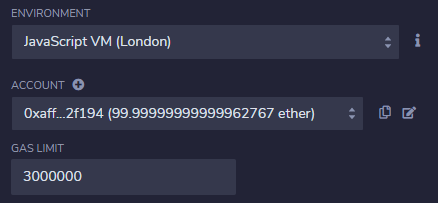 ENVIRONMENT
JavaScript VM (London)
ACCOUNT
0xaff...2f194 (99.99999999999962767 ether)
GAS LIMIT
3000000